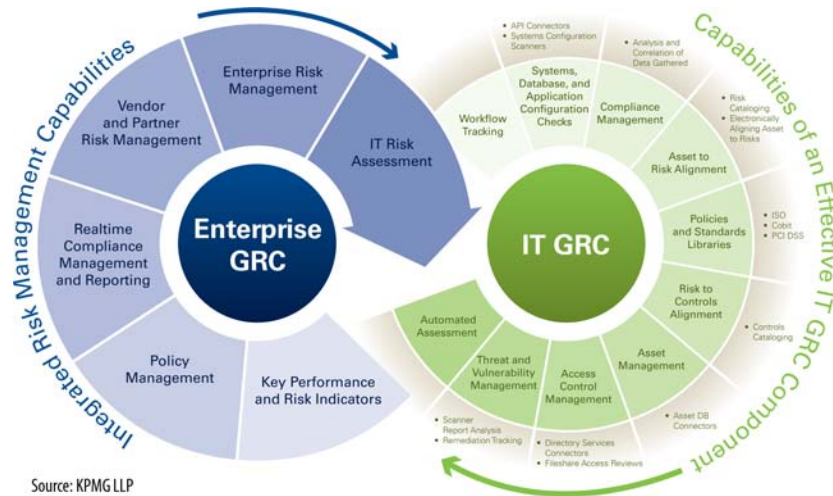 Integrated Risk Management Capabilities
Enterprise Risk
Management
Vendor
and Partner
Risk Management
IT Risk
Assessment
Realtime
Compliance
Management
and Reporting
Enterprise
GRC
Policy
Management
Key Performance
and Risk Indicators
Capabilities of an Effective IT GRC Component
• API Connectors
• Systems Configuration
Scanners
• Analysis and
Correlation of
Data Gathered
• Risk
Cataloging
• Electronically
Aligning Asset
to Risks
Workflow
Tracking
Systems,
Database, and
Application
Configuration
Checks
Compliance
Management
Asset to
Risk Alignment
Policies
and Standards
Libraries
• ISO
• Cobit
• PCI DSS
IT GRC
Risk to
Controls
Alignment
• Controls
Cataloging
Asset
Management
• Asset DB
Connectors
Access
Control
Management
• Directory Services
Connectors
• Fileshare Access Reviews
Threat and
Vulnerability
Management
• Scanner
Report Analysis
• Remediation Tracking
Automated
Assessment
Source: KPMG LLP